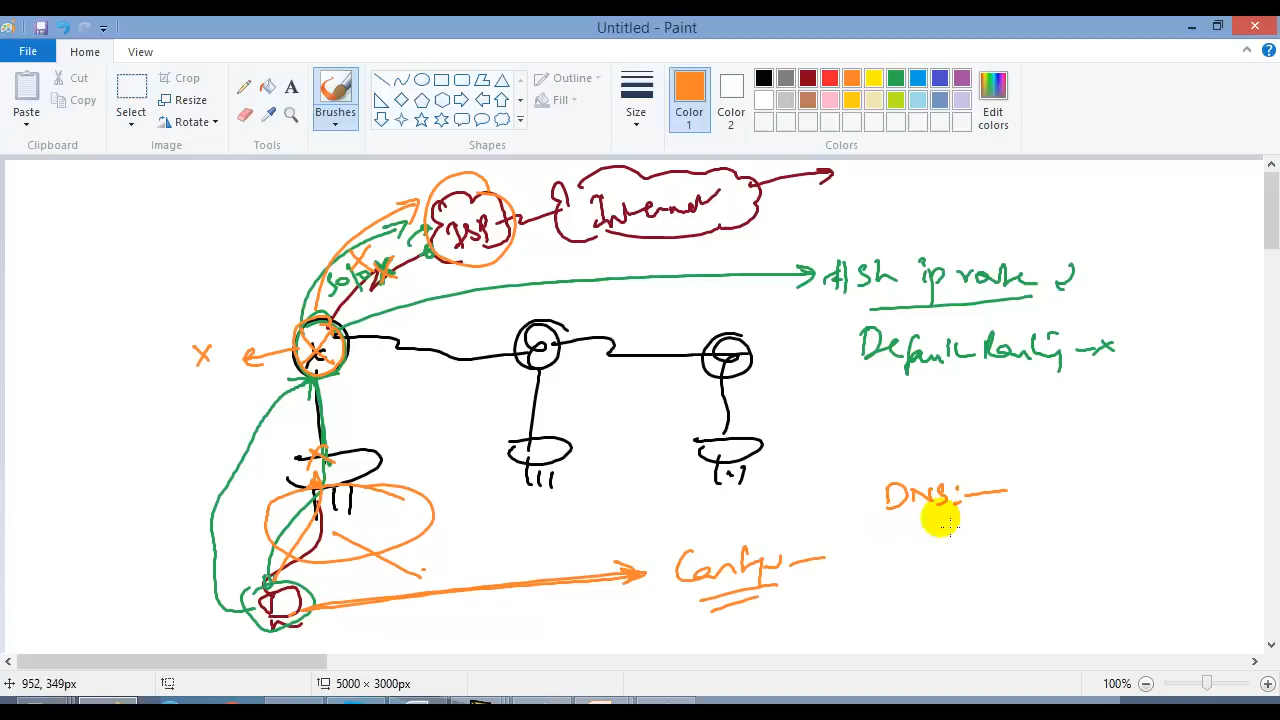 Untitled - Paint
File
Home
View
Paste
Cut
Copy
Clipboard
Select
Crop
Resize
Rotate
Image
A
Tools
Brushes
Shapes
Outline
Fill
Size
Color 1
Color 2
Edit colors
Colors
ISP
Internet
# Sh ip route
Default Routing - x
X
DNS:-
Config -
952, 349px
5000 × 3000px
100%